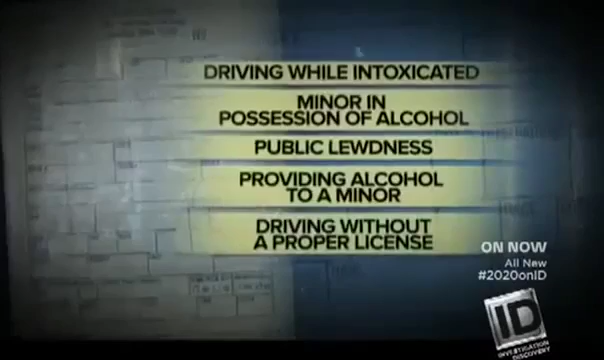 DRIVING WHILE INTOXICATED
MINOR IN
POSSESSION OF ALCOHOL
PUBLIC LEWDNESS
PROVIDING ALCOHOL
TO A MINOR
DRIVING WITHOUT
A PROPER LICENSE
ON NOW
All New
#2020onID
ID
INVESTIGATION
DISCOVERY